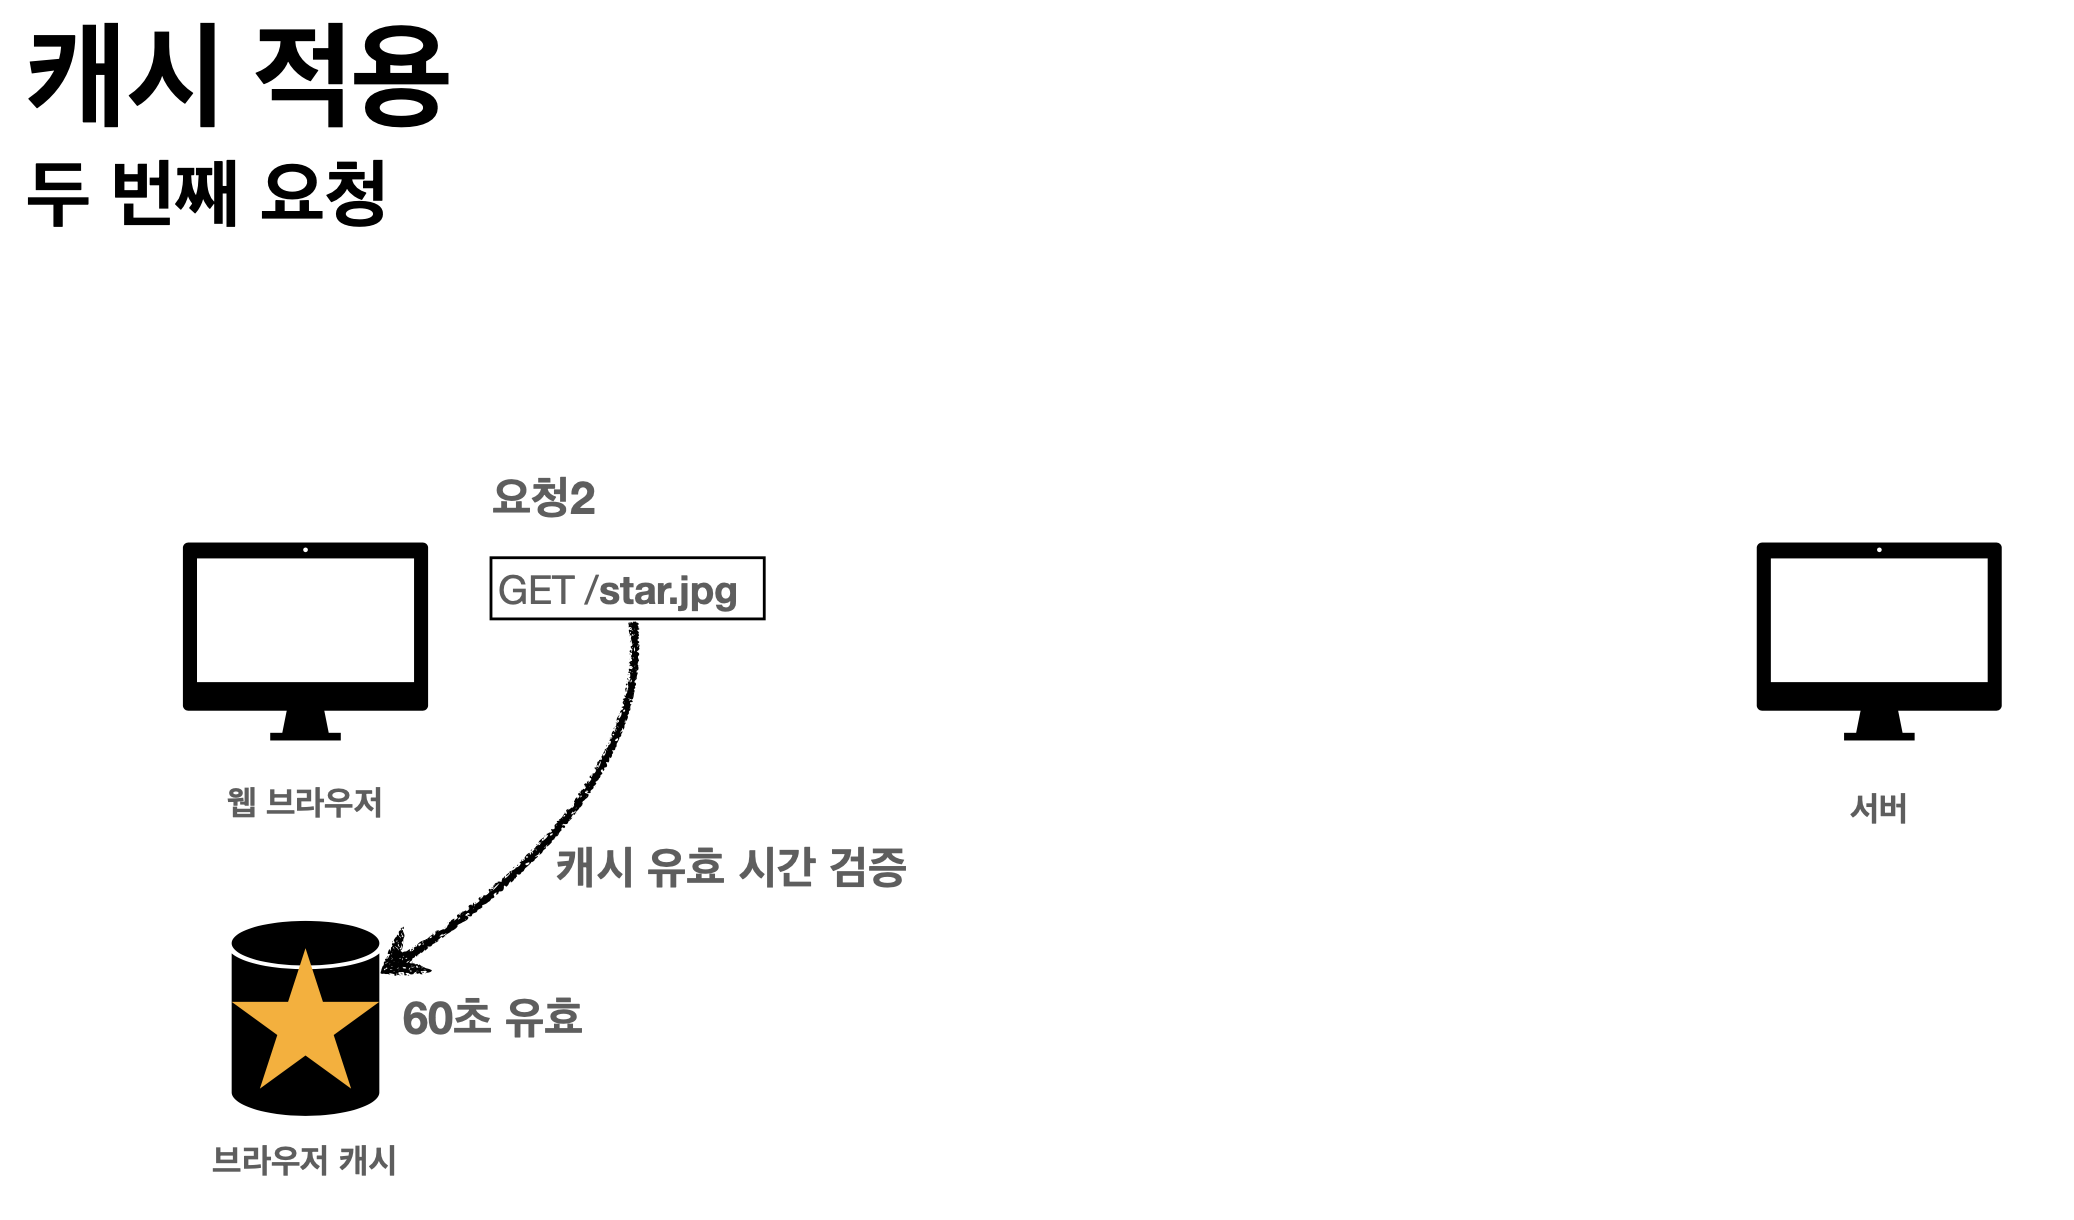 캐시 적용
두 번째 요청
요청2
GET /star.jpg
웹 브라우저
서버
캐시 유효 시간 검증
60초 유효
브라우저 캐시